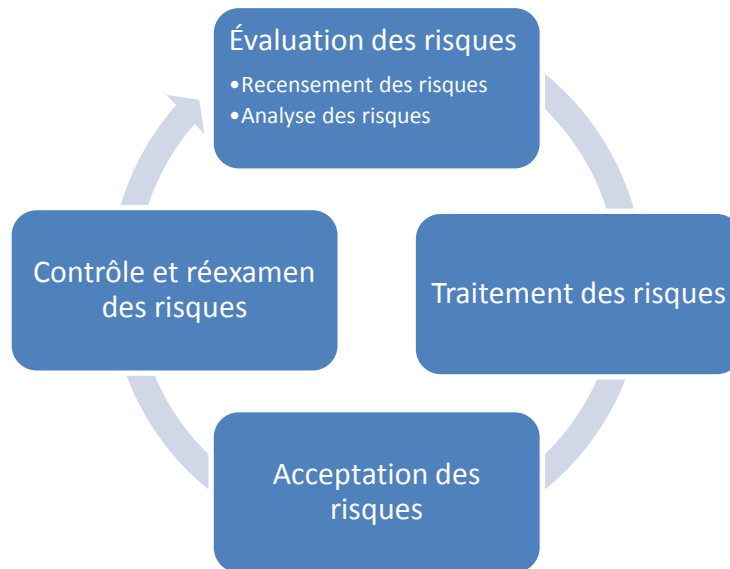 Évaluation des risques
•Recensement des risques
•Analyse des risques
Traitement des risques
Acceptation des
risques
Contrôle et réexamen
des risques